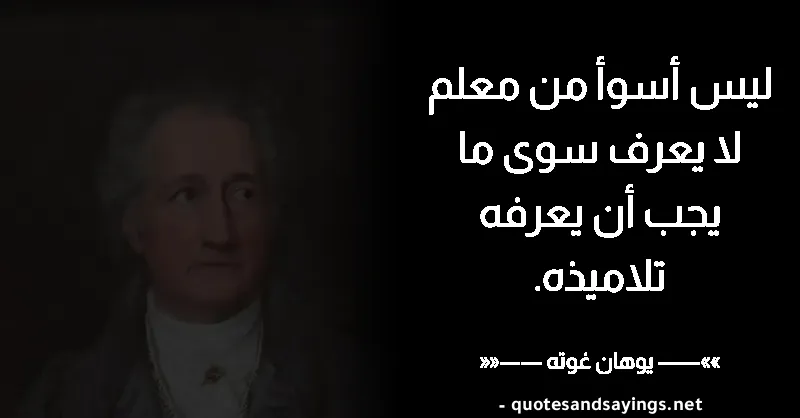 ليس أسوأ من معلم
لا يعرف سوى ما
يجب أن يعرفه
تلاميذه.
»»—— يوهان غوته ——««
- quotesandsayings.net